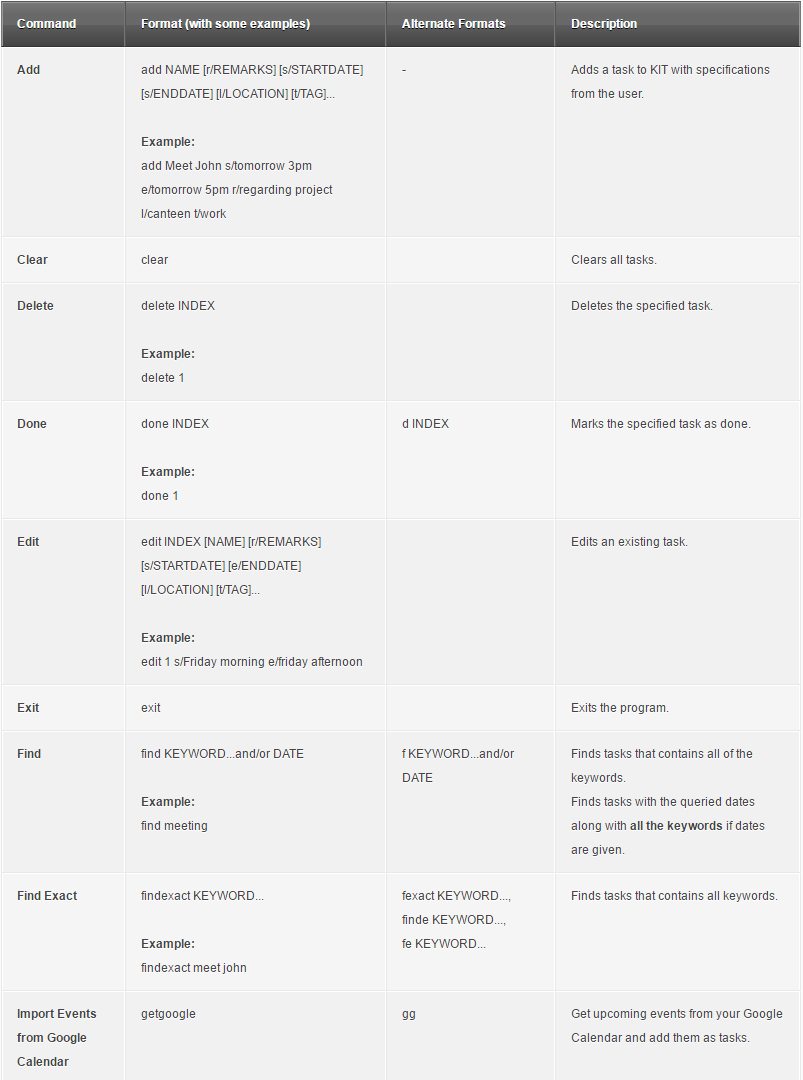 Command Format (with some examples) Alternate Formats Description
Add add NAME [r/REMARKS] [s/STARTDATE] - Adds a task to KIT with specifications
[s/ENDDATE] [l/LOCATION] [t/TAG]... from the user.
Example:
add Meet John s/tomorrow 3pm
e/tomorrow 5pm r/regarding project
l/canteen t/work
Clear clear Clears all tasks.
Delete delete INDEX Deletes the specified task.
Example:
delete 1
Done done INDEX d INDEX Marks the specified task as done.
Example:
done 1
Edit edit INDEX [NAME] [r/REMARKS] Edits an existing task.
[s/STARTDATE] [e/ENDDATE]
[l/LOCATION] [t/TAG]...
Example:
edit 1 s/Friday morning e/friday afternoon
Exit exit Exits the program.
Find find KEYWORD...and/or DATE f KEYWORD...and/or Finds tasks that contains all of the
DATE keywords.
Example: Finds tasks with the queried dates
find meeting along with all the keywords if dates
are given.
Find Exact findexact KEYWORD... fexact KEYWORD..., Finds tasks that contains all keywords.
finde KEYWORD...,
Example: fe KEYWORD...
findexact meet john
Import Events getgoogle gg Get upcoming events from your Google
from Google Calendar and add them as tasks.
Calendar